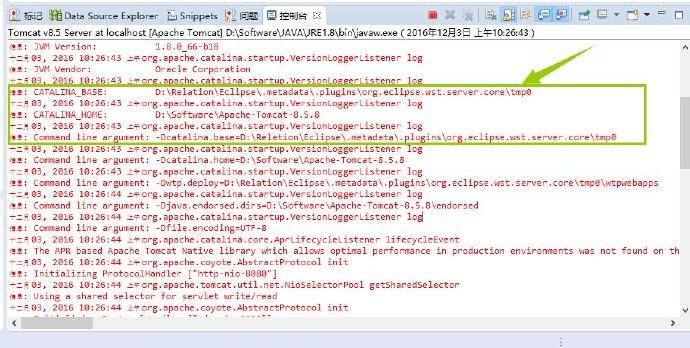 标记 属性 Servers Data Source Explorer Snippets 问题 控制台
Tomcat v8.5 Server at localhost [Apache Tomcat] D:\Software\JAVA\JRE1.8\bin\javaw.exe ( 2016年12月3日 上午10:26:43 )
信息: JVM Version: 1.8.0_66-b18
十二月 03, 2016 10:26:43 上午org.apache.catalina.startup.VersionLoggerListener log
信息: JVM Vendor: Oracle Corporation
十二月 03, 2016 10:26:43 上午org.apache.catalina.startup.VersionLoggerListener log
信息: CATALINA_BASE: D:\Relation\Eclipse\.metadata\.plugins\org.eclipse.wst.server.core\tmp0
十二月 03, 2016 10:26:43 上午org.apache.catalina.startup.VersionLoggerListener log
信息: CATALINA_HOME: D:\Software\Apache-Tomcat-8.5.8
十二月 03, 2016 10:26:43 上午org.apache.catalina.startup.VersionLoggerListener log
信息: Command line argument: -Dcatalina.base=D:\Relation\Eclipse\.metadata\.plugins\org.eclipse.wst.server.core\tmp0
十二月 03, 2016 10:26:43 上午org.apache.catalina.startup.VersionLoggerListener log
信息: Command line argument: -Dcatalina.home=D:\Software\Apache-Tomcat-8.5.8
十二月 03, 2016 10:26:43 上午org.apache.catalina.startup.VersionLoggerListener log
信息: Command line argument: -Dwtp.deploy=D:\Relation\Eclipse\.metadata\.plugins\org.eclipse.wst.server.core\tmp0\wtpwebapps
十二月 03, 2016 10:26:44 上午org.apache.catalina.startup.VersionLoggerListener log
信息: Command line argument: -Djava.endorsed.dirs=D:\Software\Apache-Tomcat-8.5.8\endorsed
十二月 03, 2016 10:26:44 上午org.apache.catalina.startup.VersionLoggerListener log
信息: Command line argument: -Dfile.encoding=UTF-8
十二月 03, 2016 10:26:44 上午org.apache.catalina.core.AprLifecycleListener lifecycleEvent
信息: The APR based Apache Tomcat Native library which allows optimal performance in production environments was not found on th
十二月 03, 2016 10:26:44 上午org.apache.coyote.AbstractProtocol init
信息: Initializing ProtocolHandler ["http-nio-8080"]
十二月 03, 2016 10:26:44 上午org.apache.tomcat.util.net.NioSelectorPool getSharedSelector
信息: Using a shared selector for servlet write/read
十二月 03, 2016 10:26:44 上午org.apache.coyote.AbstractProtocol init